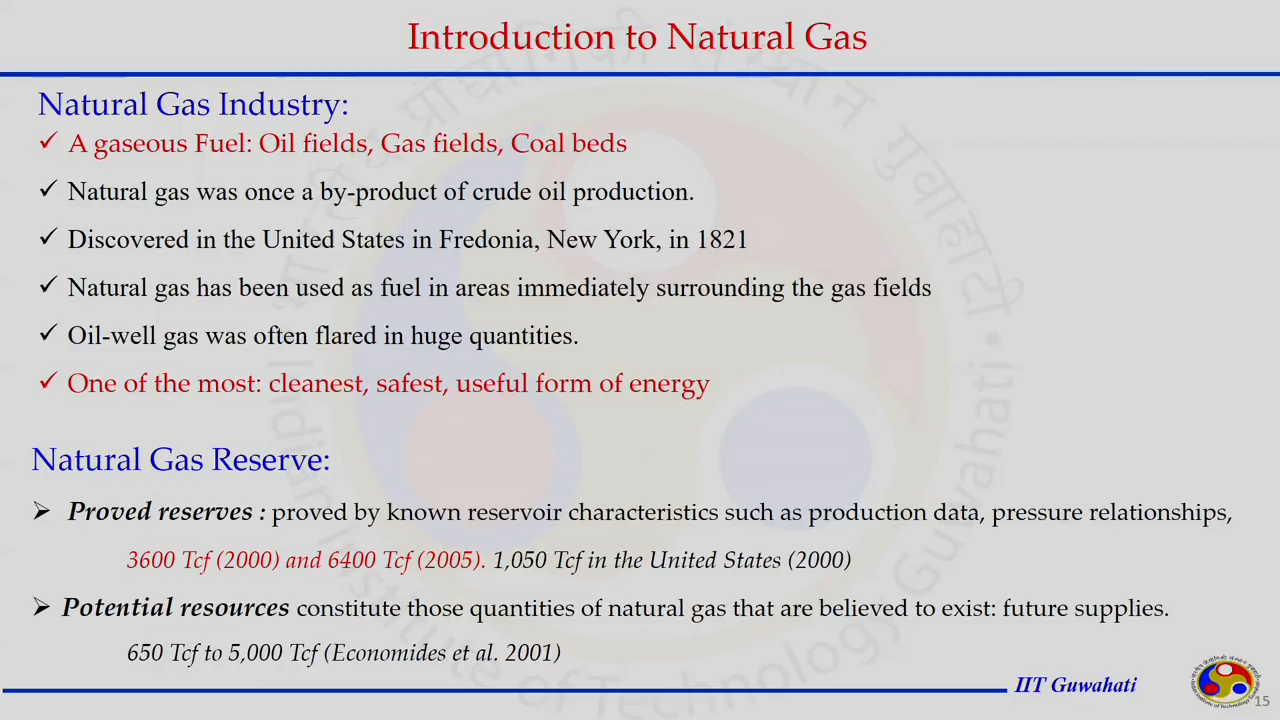 Introduction to Natural Gas
Natural Gas Industry:
✓ A gaseous Fuel: Oil fields, Gas fields, Coal beds
✓ Natural gas was once a by-product of crude oil production.
✓ Discovered in the United States in Fredonia, New York, in 1821
✓ Natural gas has been used as fuel in areas immediately surrounding the gas fields
✓ Oil-well gas was often flared in huge quantities.
✓ One of the most: cleanest, safest, useful form of energy
Natural Gas Reserve:
➢ Proved reserves : proved by known reservoir characteristics such as production data, pressure relationships,
3600 Tcf (2000) and 6400 Tcf (2005). 1,050 Tcf in the United States (2000)
➢ Potential resources constitute those quantities of natural gas that are believed to exist: future supplies.
650 Tcf to 5,000 Tcf (Economides et al. 2001)
IIT Guwahati
15
Indian Institute of Technology Guwahati